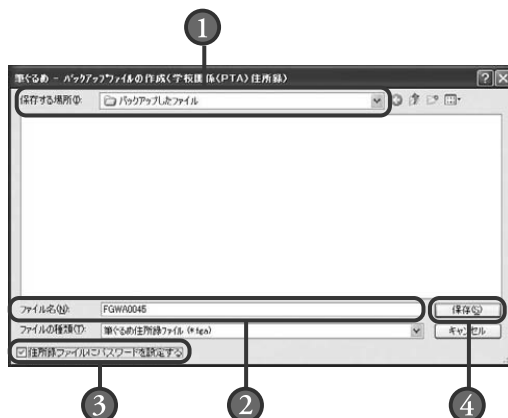 1
筆ぐるめ - バックアップファイルの作成(学校関係(PTA)住所録)
保存する場所(I): バックアップしたファイル
ファイル名(N): FGWA0045 保存(S)
ファイルの種類(T): 筆ぐるめ住所録ファイル (*.fga) キャンセル
住所録ファイルにパスワードを設定する
3 2 4